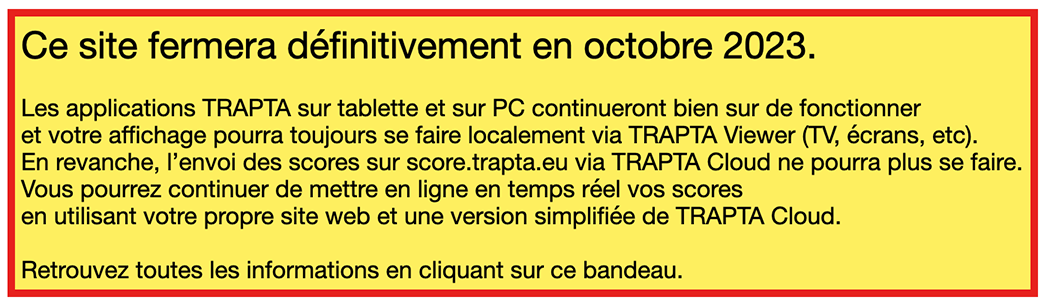 Ce site fermera définitivement en octobre 2023.
Les applications TRAPTA sur tablette et sur PC continueront bien sur de fonctionner
et votre affichage pourra toujours se faire localement via TRAPTA Viewer (TV, écrans, etc).
En revanche, l’envoi des scores sur score.trapta.eu via TRAPTA Cloud ne pourra plus se faire.
Vous pourrez continuer de mettre en ligne en temps réel vos scores
en utilisant votre propre site web et une version simplifiée de TRAPTA Cloud.
Retrouvez toutes les informations en cliquant sur ce bandeau.